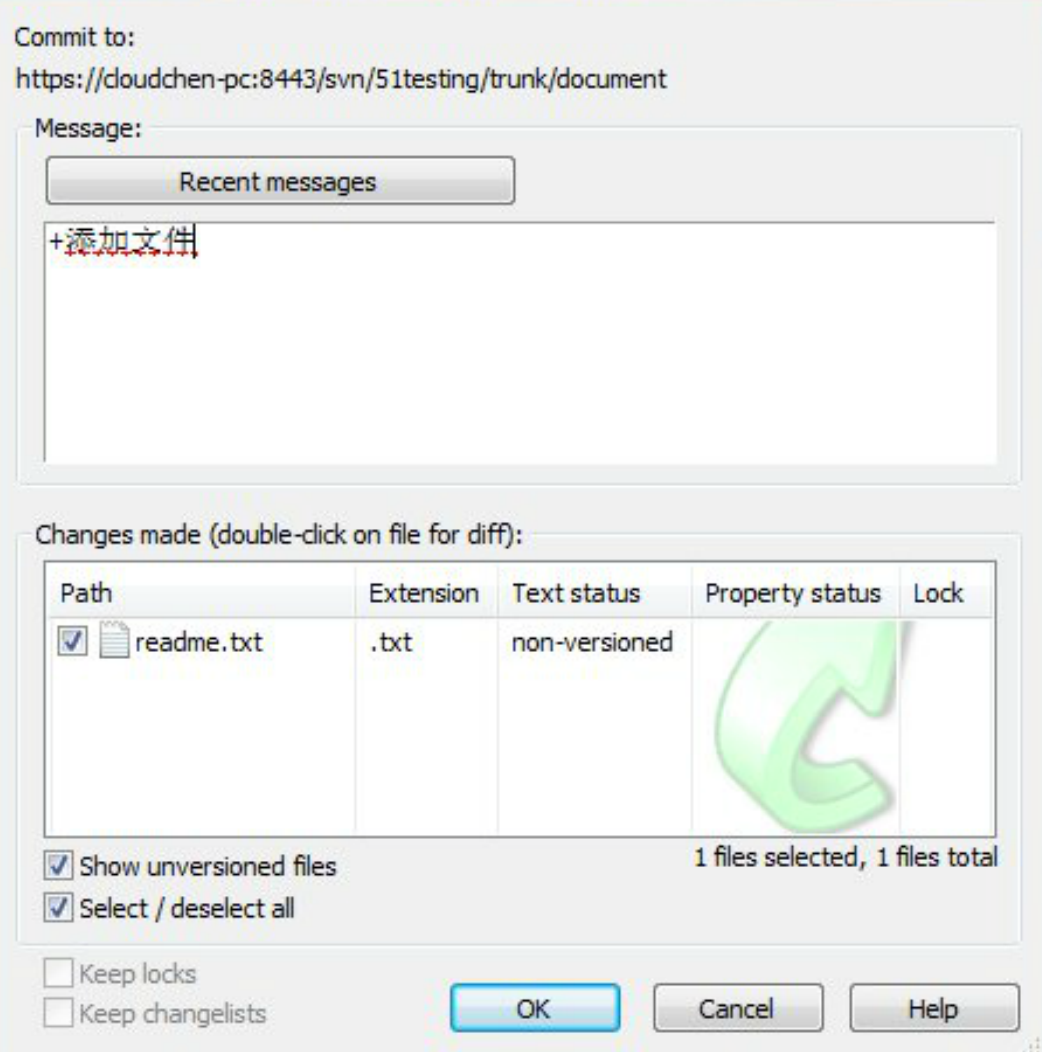 Commit to:
https://cloudchen-pc:8443/svn/51testing/trunk/document
Message:
Recent messages
+添加文件
Changes made (double-click on file for diff):
Path Extension Text status Property status Lock
readme.txt .txt non-versioned
Show unversioned files 1 files selected, 1 files total
Select / deselect all
Keep locks
Keep changelists
OK Cancel Help